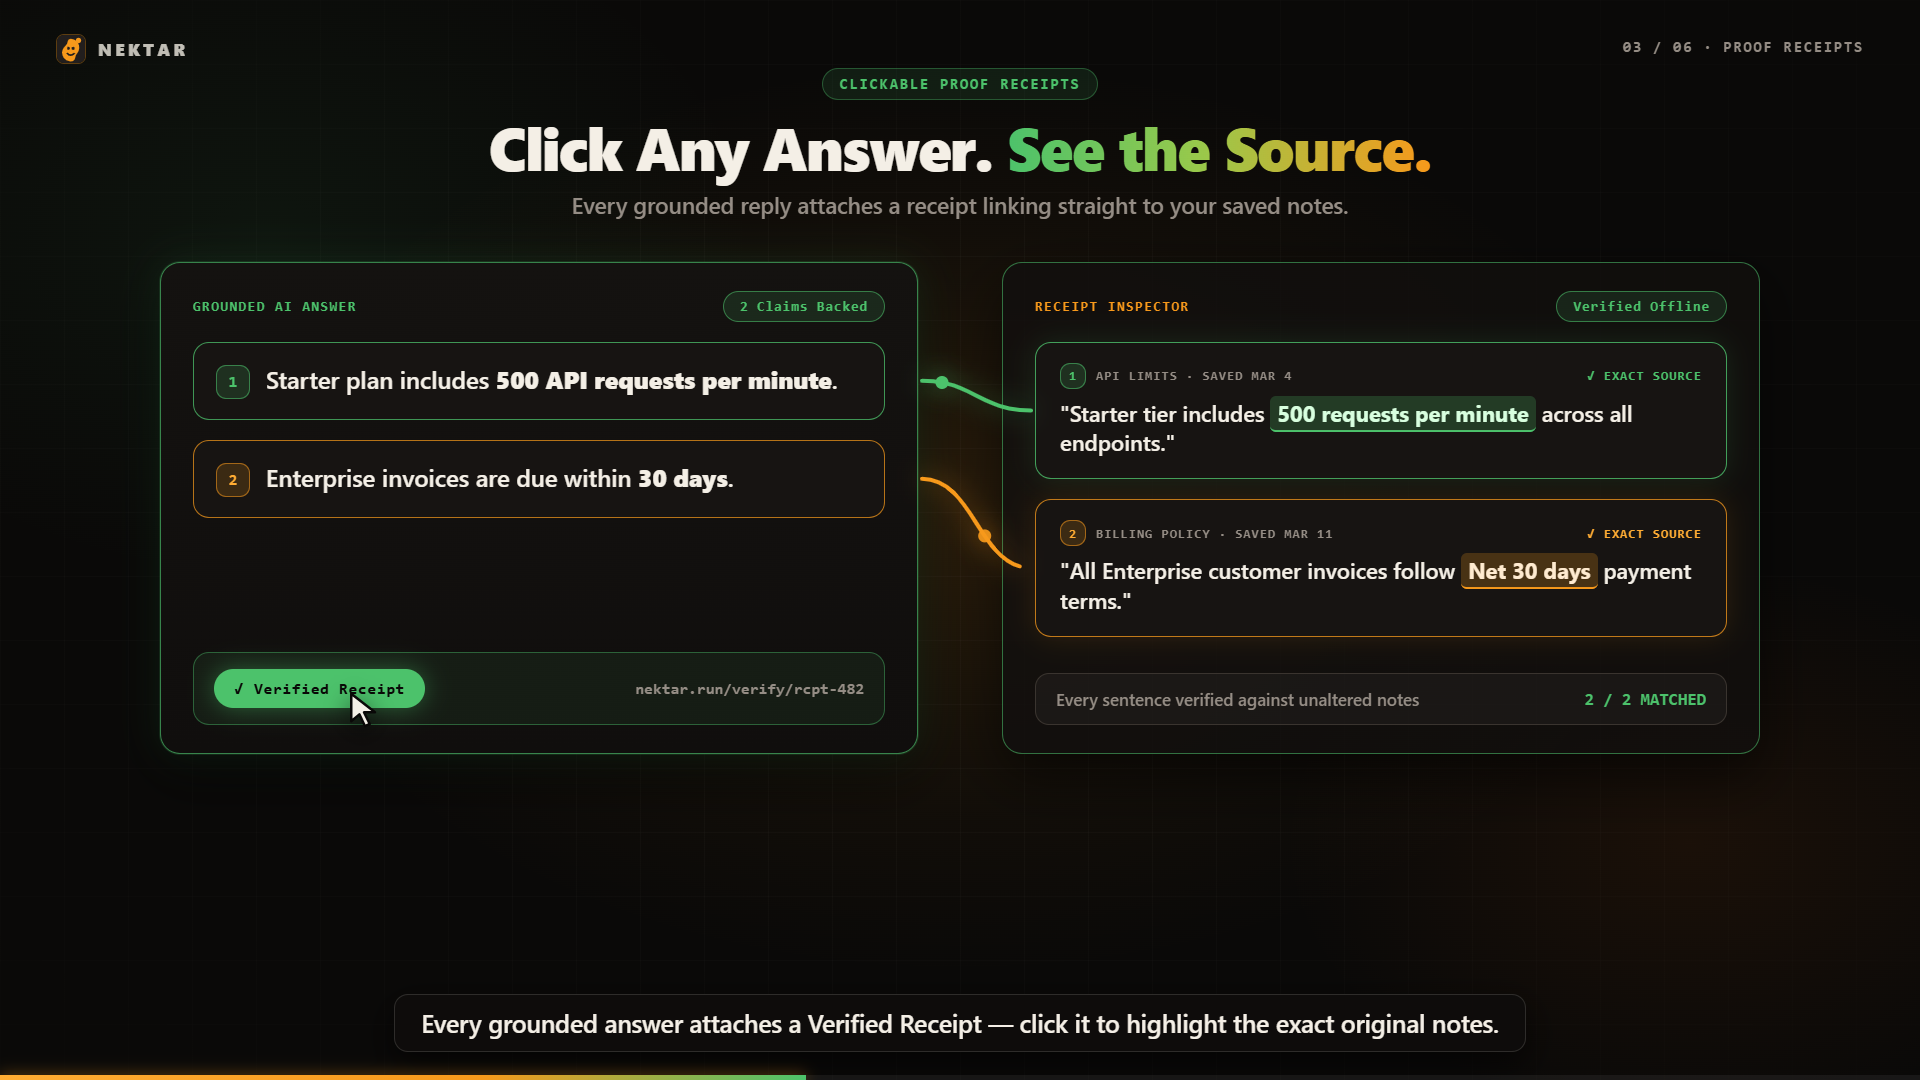 NEKTAR
03 / 06 · PROOF RECEIPTS
CLICKABLE PROOF RECEIPTS
Click Any Answer. See the Source.
Every grounded reply attaches a receipt linking straight to your saved notes.
GROUNDED AI ANSWER
2 Claims Backed
1
Starter plan includes 500 API requests per minute.
2
Enterprise invoices are due within 30 days.
✓ Verified Receipt
nektar.run/verify/rcpt-482
RECEIPT INSPECTOR
Verified Offline
1 API LIMITS · SAVED MAR 4
✓ EXACT SOURCE
"Starter tier includes 500 requests per minute across all
endpoints."
2 BILLING POLICY · SAVED MAR 11
✓ EXACT SOURCE
"All Enterprise customer invoices follow Net 30 days payment
terms."
Every sentence verified against unaltered notes
2 / 2 MATCHED
Every grounded answer attaches a Verified Receipt — click it to highlight the exact original notes.